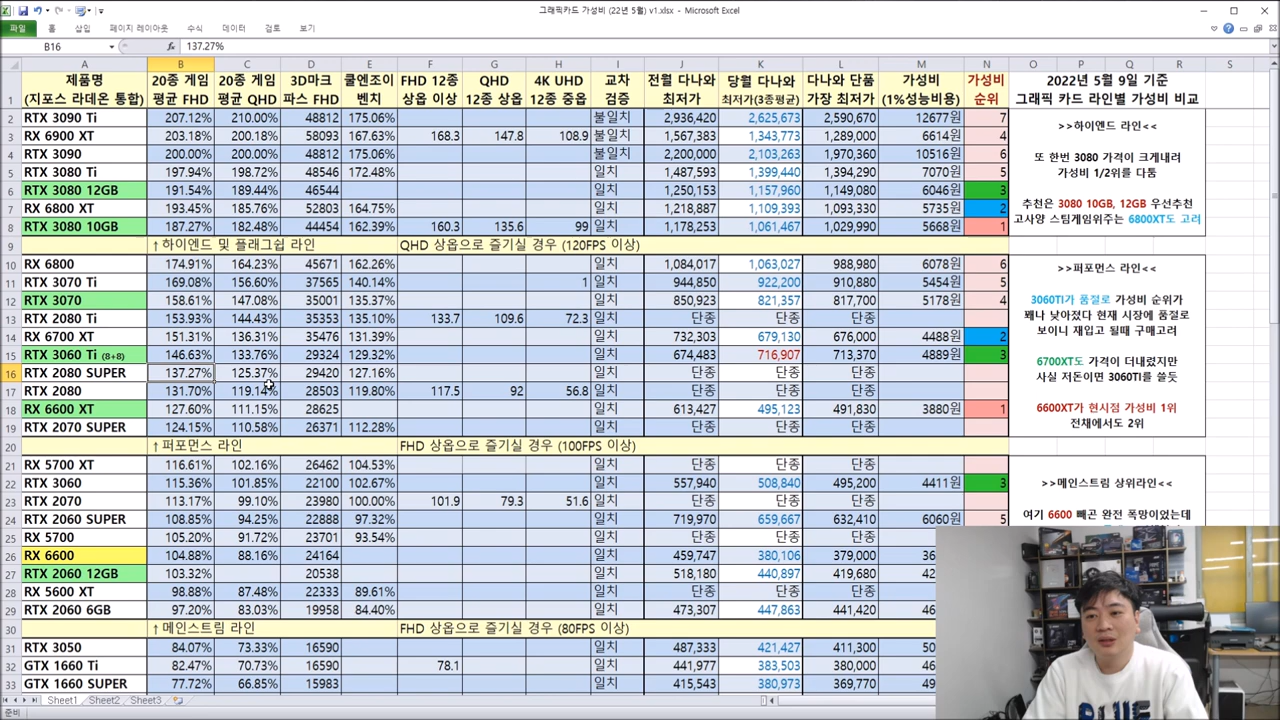 그래픽카드 가성비 (22년 5월) v1.xlsx - Microsoft Excel
파일 홈 삽입 페이지 레이아웃 수식 데이터 검토 보기
B16 fx 137.27%
A B C D E F G H I J K L M N O P Q R S
1 제품명 (지포스 라데온 통합) 20종 게임 평균 FHD 20종 게임 평균 QHD 3D마크 파스 FHD 쿨엔조이 벤치 FHD 12종 상옵 이상 QHD 12종 상옵 4K UHD 12종 중옵 교차 검증 전월 다나와 최저가 당월 다나와 최저가(3종평균) 다나와 단품 가장 최저가 가성비 (1%성능비용) 가성비 순위
2 RTX 3090 Ti 207.12% 210.00% 48812 175.06% 불일치 2,936,420 2,625,673 2,590,670 12677원 7
3 RX 6900 XT 203.18% 200.18% 58093 167.63% 168.3 147.8 108.9 불일치 1,567,383 1,343,773 1,289,000 6614원 4
4 RTX 3090 200.00% 200.00% 48812 175.06% 불일치 2,200,000 2,103,263 1,970,360 10516원 6
5 RTX 3080 Ti 197.94% 198.72% 48546 172.48% 일치 1,487,593 1,399,440 1,394,290 7070원 5
6 RTX 3080 12GB 191.54% 189.44% 46544 일치 1,250,153 1,157,960 1,149,080 6046원 3
7 RX 6800 XT 193.45% 185.76% 52803 164.75% 일치 1,218,887 1,109,393 1,093,330 5735원 2
8 RTX 3080 10GB 187.27% 182.48% 44454 162.39% 160.3 135.6 99 일치 1,178,083 1,061,467 1,029,990 5668원 1
9 ↑ 하이엔드 및 플래그쉽 라인 QHD 상옵으로 즐기실 경우 (120FPS 이상)
10 RX 6800 174.91% 164.23% 45671 162.26% 일치 1,084,017 1,063,027 988,980 6078원 6
11 RTX 3070 Ti 169.08% 156.60% 37565 140.14% 1 일치 944,850 922,200 910,880 5454원 5
12 RTX 3070 158.61% 147.08% 35001 135.37% 일치 850,923 821,357 817,700 5178원 4
13 RTX 2080 Ti 153.93% 144.43% 35353 135.10% 133.7 109.6 72.3 일치 단종 단종 단종
14 RX 6700 XT 151.31% 136.31% 35476 131.39% 일치 732,303 679,130 676,000 4488원 2
15 RTX 3060 Ti (8+8) 146.63% 133.76% 29324 129.32% 일치 674,483 716,907 713,370 4889원 3
16 RTX 2080 SUPER 137.27% 125.37% 29420 127.16% 일치 단종 단종 단종
17 RTX 2080 131.70% 119.14% 28503 119.80% 117.5 92 56.8 일치 단종 단종 단종
18 RX 6600 XT 127.60% 111.15% 28625 일치 613,427 495,123 491,830 3880원 1
19 RTX 2070 SUPER 124.15% 110.58% 26371 112.28% 일치 단종 단종 단종
20 ↑ 퍼포먼스 라인 FHD 상옵으로 즐기실 경우 (100FPS 이상)
21 RX 5700 XT 116.61% 102.16% 26462 104.53% 일치 단종 단종 단종
22 RTX 3060 115.36% 101.85% 22100 102.67% 일치 557,940 508,840 495,200 4411원 3
23 RTX 2070 113.17% 99.10% 23980 100.00% 101.9 79.3 51.6 일치 단종 단종 단종
24 RTX 2060 SUPER 108.85% 94.25% 22888 97.32% 일치 719,970 659,667 632,410 6060원 5
25 RX 5700 105.20% 91.72% 23701 93.54% 일치 단종 단종 단종
26 RX 6600 104.88% 88.16% 24164 일치 459,747 380,106 379,000 36
27 RTX 2060 12GB 103.32% 20538 일치 518,180 440,897 419,680 42
28 RX 5600 XT 98.88% 87.48% 22333 89.61% 일치 단종 단종 단종
29 RTX 2060 6GB 97.20% 83.03% 19958 84.40% 일치 473,307 447,863 441,420 46
30 ↑ 메인스트림 라인 FHD 상옵으로 즐기실 경우 (80FPS 이상)
31 RTX 3050 84.07% 73.33% 16590 일치 487,333 421,427 411,300 50
32 GTX 1660 Ti 82.47% 70.73% 16590 78.1 일치 441,977 383,503 380,000 46
33 GTX 1660 SUPER 77.72% 66.85% 15983 일치 415,543 380,973 369,770 48
2022년 5월 9일 기준
그래픽 카드 라인별 가성비 비교
>>하이엔드 라인<<
또 한번 3080 가격이 크게내려
가성비 1/2위를 다툼
추천은 3080 10GB, 12GB 우선추천
고사양 스팀게임위주는 6800XT도 고려
>>퍼포먼스 라인<<
3060TI가 품절로 가성비 순위가
꽤나 낮아졌다 현재 시장에 품절로
보이니 재입고 될때 구매고려
6700XT도 가격이 더내렸지만
사실 저돈이면 3060TI를 쓸듯
6600XT가 현시점 가성비 1위
전채에서도 2위
>>메인스트림 상위라인<<
여기 6600 빼곤 완전 폭망이었는데
Sheet1 Sheet2 Sheet3
준비
BLUE